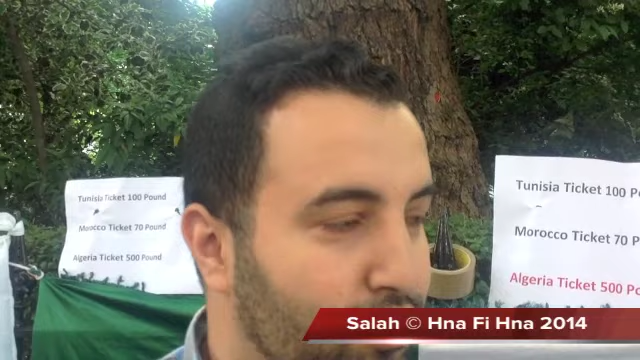 Tunisia Ticket 100 Pound
Morocco Ticket 70 Pound
Algeria Ticket 500 Pound
Tunisia Ticket 100 Po
Morocco Ticket 70 P
Algeria Ticket 500 Po
Salah © Hna Fi Hna 2014